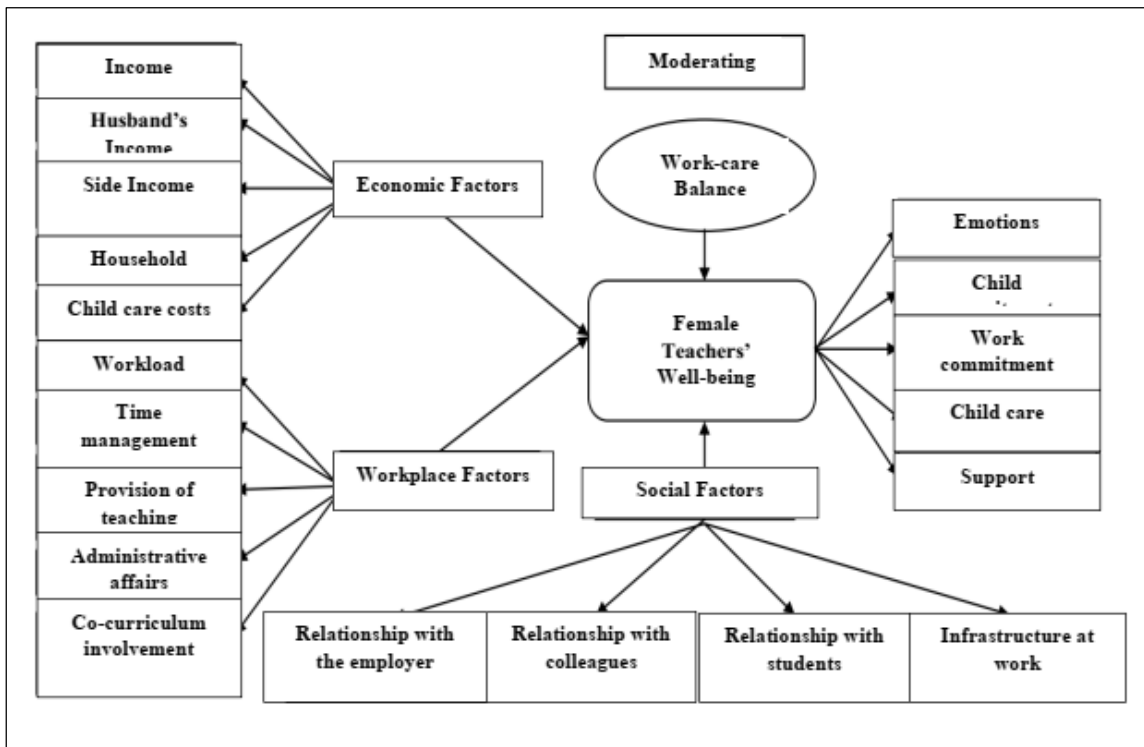 Income
Husband's
Income
Side Income
Household
Child care costs
Workload
Time
management
Provision of
teaching
Administrative
affairs
Co-curriculum
involvement
Economic Factors
Workplace Factors
Moderating
Work-care
Balance
Female
Teachers'
Well-being
Social Factors
Emotions
Child
Work
commitment
Child care
Support
Relationship with
the employer
Relationship with
colleagues
Relationship with
students
Infrastructure at
work